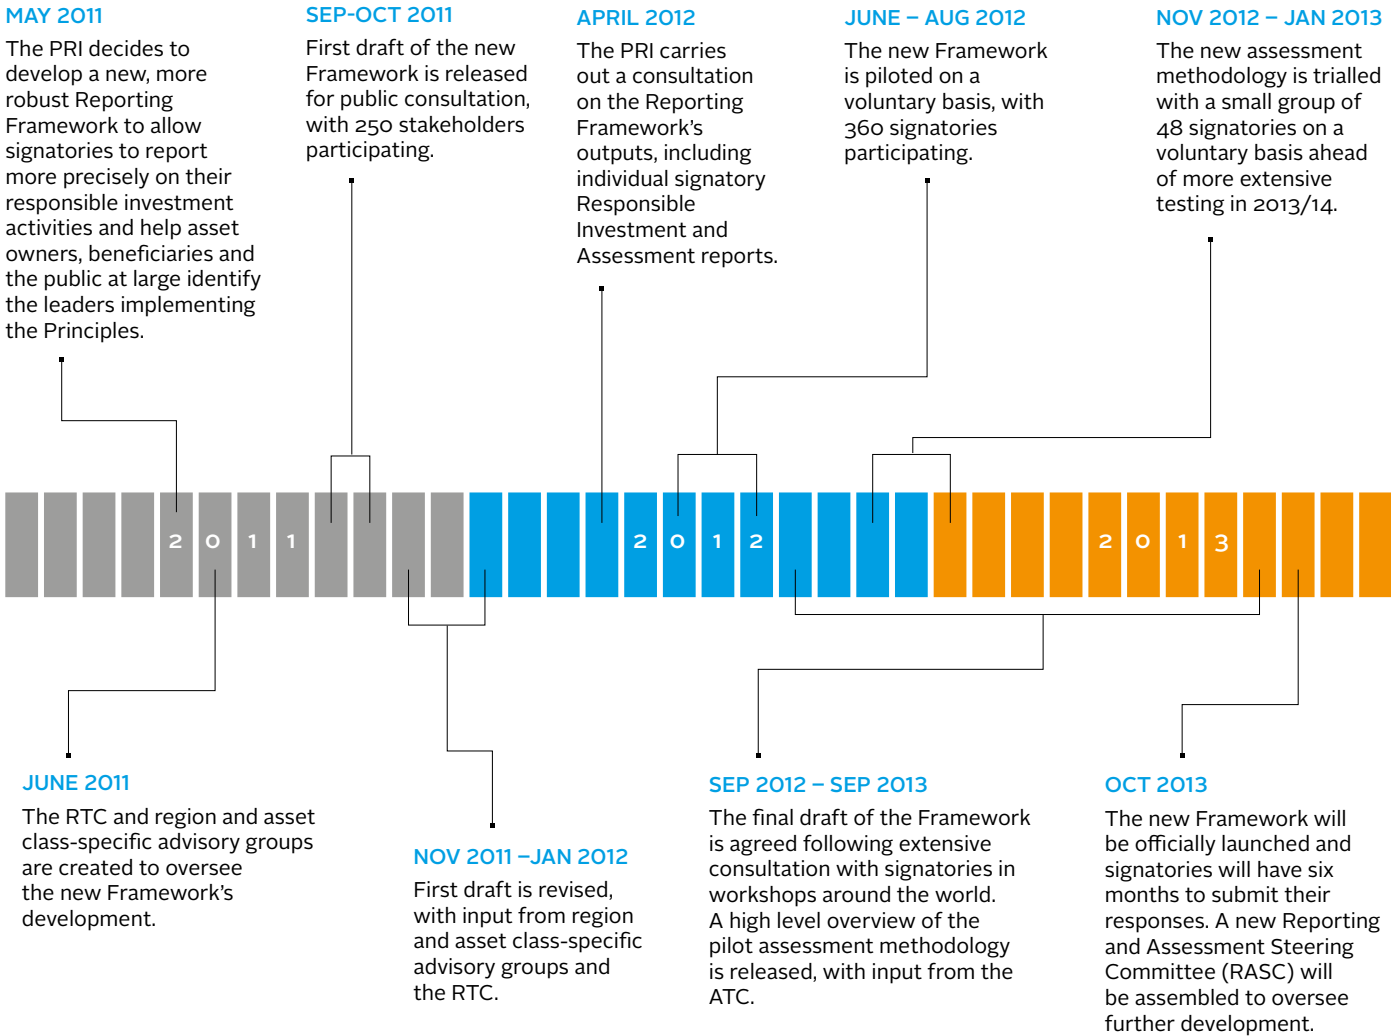 MAY 2011
The PRI decides to
develop a new, more
robust Reporting
Framework to allow
signatories to report
more precisely on their
responsible investment
activities and help asset
owners, beneficiaries and
the public at large identify
the leaders implementing
the Principles.
SEP-OCT 2011
First draft of the new
Framework is released
for public consultation,
with 250 stakeholders
participating.
APRIL 2012
The PRI carries
out a consultation
on the Reporting
Framework's
outputs, including
individual signatory
Responsible
Investment and
Assessment reports.
JUNE – AUG 2012
The new Framework
is piloted on a
voluntary basis, with
360 signatories
participating.
NOV 2012 – JAN 2013
The new assessment
methodology is trialled
with a small group of
48 signatories on a
voluntary basis ahead
of more extensive
testing in 2013/14.
2011
2012
2013
JUNE 2011
The RTC and region and asset
class-specific advisory groups
are created to oversee
the new Framework's
development.
NOV 2011 –JAN 2012
First draft is revised,
with input from region
and asset class-specific
advisory groups and
the RTC.
SEP 2012 – SEP 2013
The final draft of the Framework
is agreed following extensive
consultation with signatories in
workshops around the world.
A high level overview of the
pilot assessment methodology
is released, with input from the
ATC.
OCT 2013
The new Framework will
be officially launched and
signatories will have six
months to submit their
responses. A new Reporting
and Assessment Steering
Committee (RASC) will
be assembled to oversee
further development.